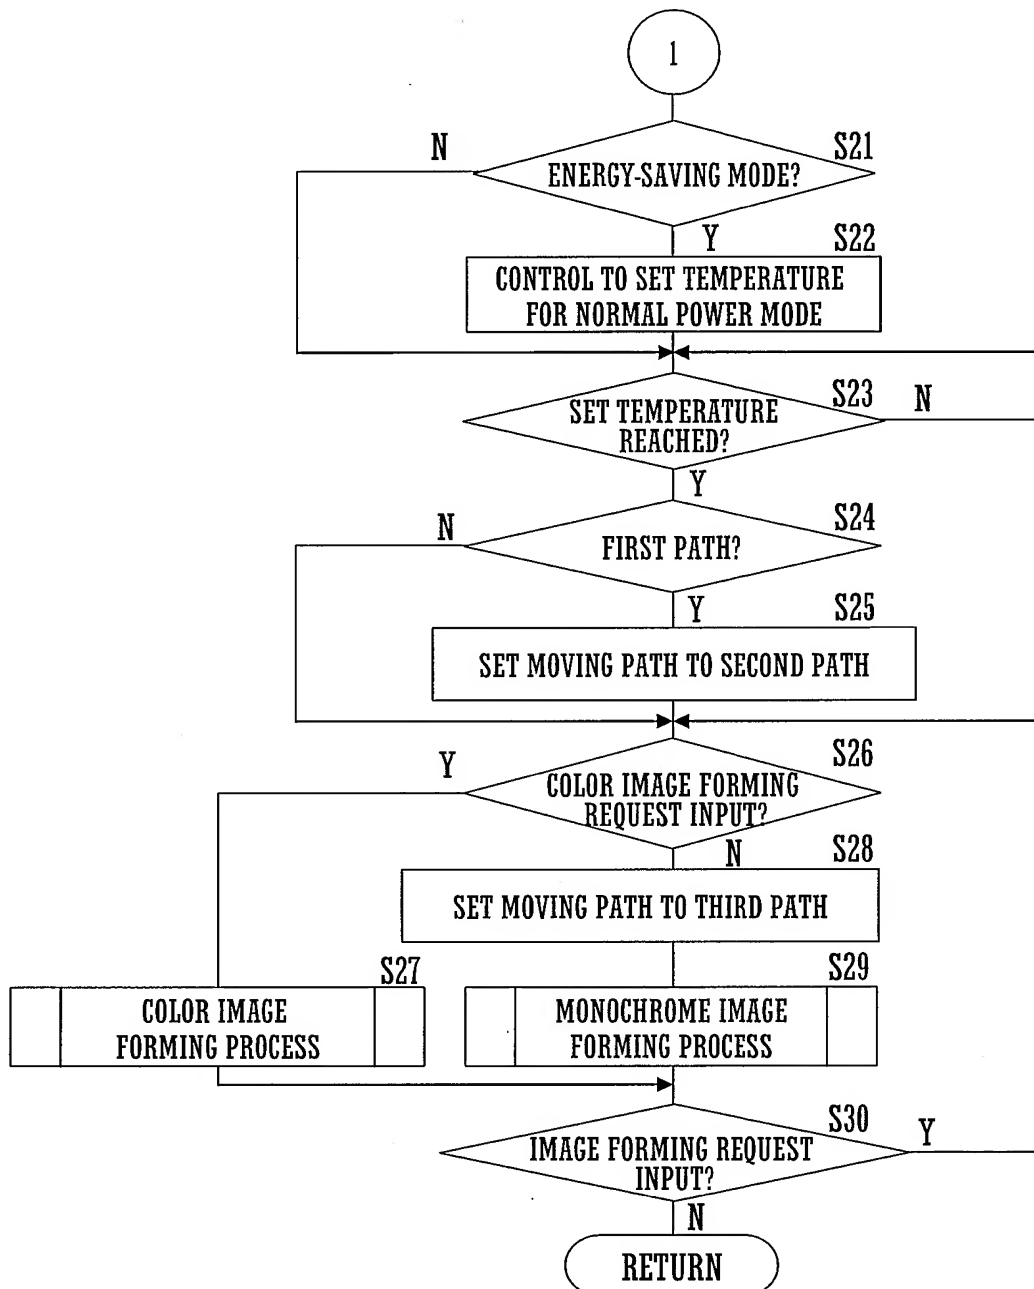 1
N
S21
ENERGY-SAVING MODE?
Y
S22
CONTROL TO SET TEMPERATURE
FOR NORMAL POWER MODE
S23
N
SET TEMPERATURE
REACHED?
Y
N
S24
FIRST PATH?
Y
S25
SET MOVING PATH TO SECOND PATH
Y
S26
COLOR IMAGE FORMING
REQUEST INPUT?
N
S28
SET MOVING PATH TO THIRD PATH
S27
COLOR IMAGE
FORMING PROCESS
S29
MONOCHROME IMAGE
FORMING PROCESS
S30
Y
IMAGE FORMING REQUEST
INPUT?
N
RETURN